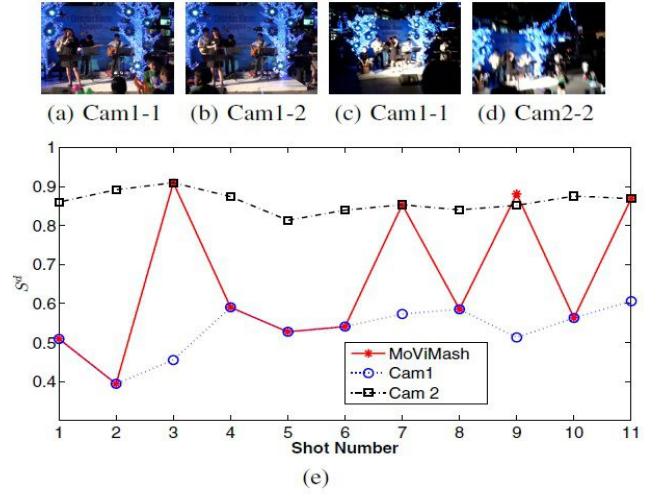 (a) Cam1-1 (b) Cam1-2 (c) Cam1-1 (d) Cam2-2
1
0.9
0.8
0.7
0.6
0.5
0.4
S^d
MoViMash
Cam1
Cam 2
1 2 3 4 5 6 7 8 9 10 11
Shot Number
(e)